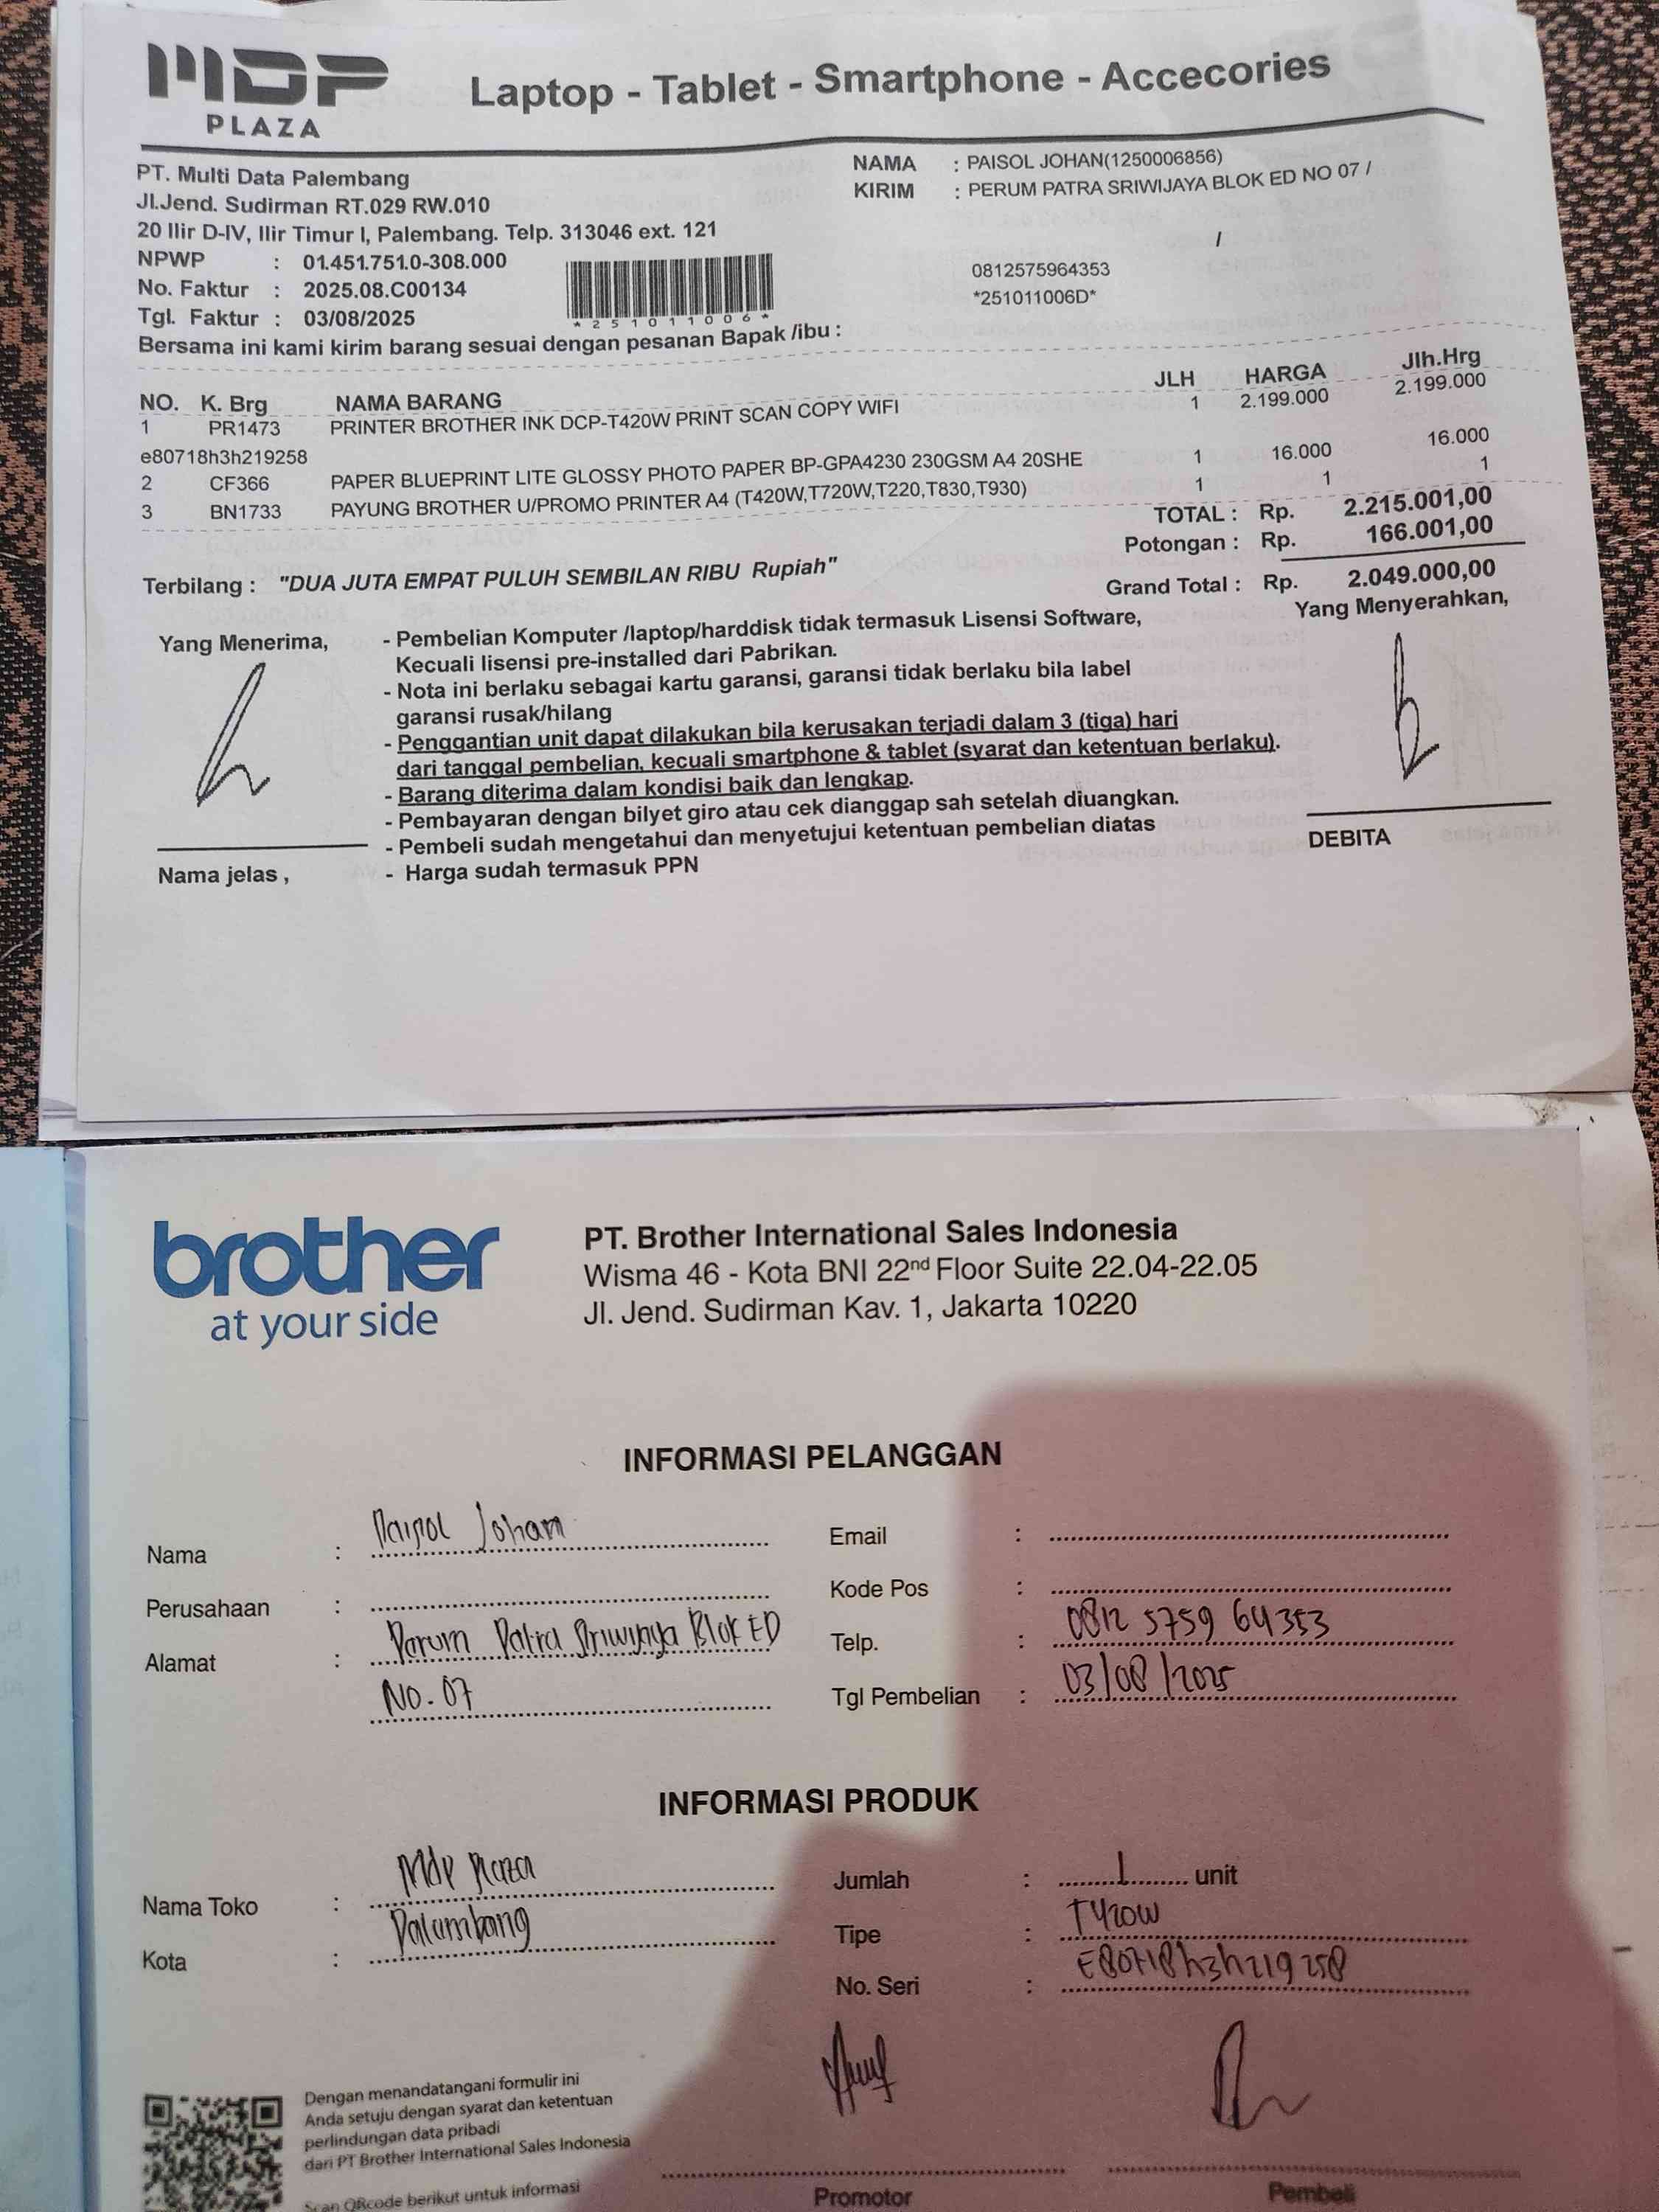 MDP
PLAZA
Laptop - Tablet - Smartphone - Accecories
PT. Multi Data Palembang
Jl.Jend. Sudirman RT.029 RW.010
20 Ilir D-IV, Ilir Timur I, Palembang. Telp. 313046 ext. 121
NPWP : 01.451.751.0-308.000
No. Faktur : 2025.08.C00134
Tgl. Faktur : 03/08/2025
*251011006*
NAMA : PAISOL JOHAN(1250006856)
KIRIM : PERUM PATRA SRIWIJAYA BLOK ED NO 07 /
/
0812575964353
*251011006D*
Bersama ini kami kirim barang sesuai dengan pesanan Bapak /ibu :
NO. K. Brg NAMA BARANG JLH HARGA Jlh.Hrg
1 PR1473 PRINTER BROTHER INK DCP-T420W PRINT SCAN COPY WIFI 1 2.199.000 2.199.000
e80718h3h219258
2 CF366 PAPER BLUEPRINT LITE GLOSSY PHOTO PAPER BP-GPA4230 230GSM A4 20SHE 1 16.000 16.000
3 BN1733 PAYUNG BROTHER U/PROMO PRINTER A4 (T420W,T720W,T220,T830,T930) 1 1 1
TOTAL : Rp. 2.215.001,00
Potongan : Rp. 166.001,00
Terbilang : "DUA JUTA EMPAT PULUH SEMBILAN RIBU Rupiah"
Grand Total : Rp. 2.049.000,00
Yang Menerima,
Yang Menyerahkan,
- Pembelian Komputer /laptop/harddisk tidak termasuk Lisensi Software,
Kecuali lisensi pre-installed dari Pabrikan.
- Nota ini berlaku sebagai kartu garansi, garansi tidak berlaku bila label
garansi rusak/hilang
- Penggantian unit dapat dilakukan bila kerusakan terjadi dalam 3 (tiga) hari
dari tanggal pembelian, kecuali smartphone & tablet (syarat dan ketentuan berlaku).
- Barang diterima dalam kondisi baik dan lengkap.
- Pembayaran dengan bilyet giro atau cek dianggap sah setelah diuangkan.
- Pembeli sudah mengetahui dan menyetujui ketentuan pembelian diatas
- Harga sudah termasuk PPN
Nama jelas ,
DEBITA
brother
at your side
PT. Brother International Sales Indonesia
Wisma 46 - Kota BNI 22nd Floor Suite 22.04-22.05
Jl. Jend. Sudirman Kav. 1, Jakarta 10220
INFORMASI PELANGGAN
Nama : Paisol Johan
Perusahaan :
Alamat : Perum Patra Sriwijaya Blok ED
No. 07
Email :
Kode Pos :
Telp. : 0812 5759 64353
Tgl Pembelian : 03/08/2025
INFORMASI PRODUK
Nama Toko : Mdp Plaza
Kota : Palembang
Jumlah : 1 unit
Tipe : T420W
No. Seri : E80718h3h219258
Dengan menandatangani formulir ini
Anda setuju dengan syarat dan ketentuan
perlindungan data pribadi
dari PT Brother International Sales Indonesia
Scan QRcode berikut untuk informasi
Promotor
Pembeli